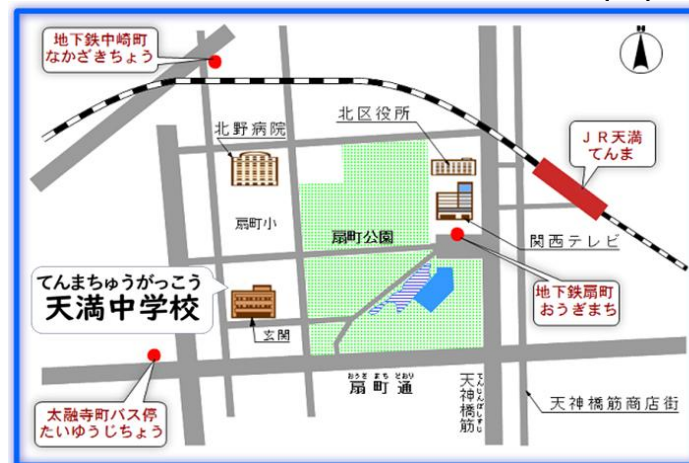 地下鉄中崎町
なかざきちょう
北野病院
北区役所
JR天満
てんま
扇町小
扇町公園
関西テレビ
てんまちゅうがっこう
天満中学校
地下鉄扇町
おうぎまち
玄関
太融寺町バス停
たいゆうじちょう
おうぎまちどおり
扇町通
てんじんばしすじ
天神橋筋
天神橋筋商店街